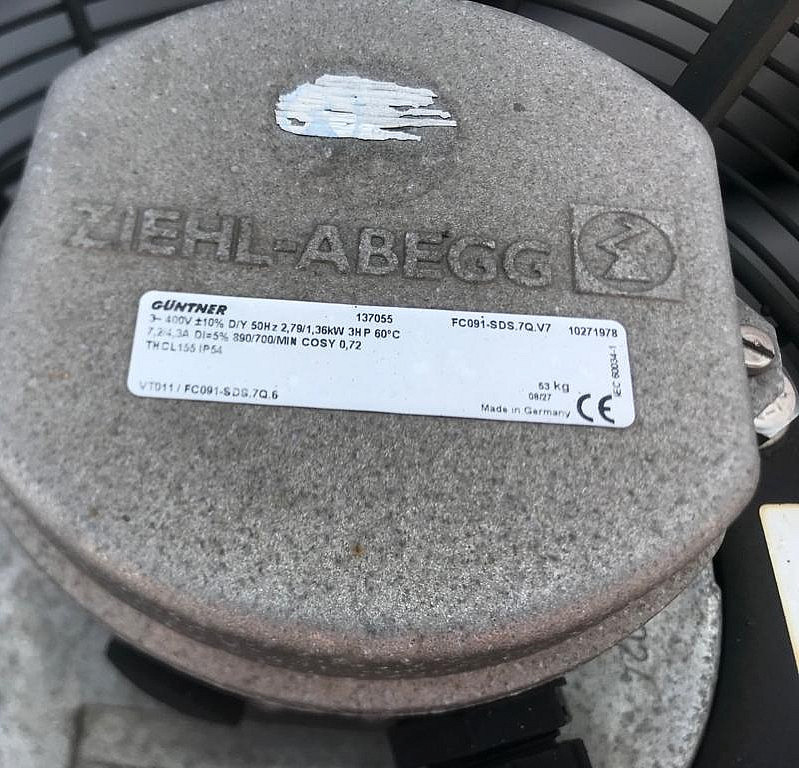 ZIEHL-ABEGG
GÜNTNER 137055 FC091-SDS.7Q.V7 10271978
3~ 400V ±10% D/Y 50Hz 2,79/1,36kW 3HP 60°C
7,2/4,3A DI=5% 890/700/MIN COSY 0,72
THCL155 IP54
VT011 / FC091-SDS.7Q.6
53 kg
08/27
Made in Germany CE
IEC 60034-1